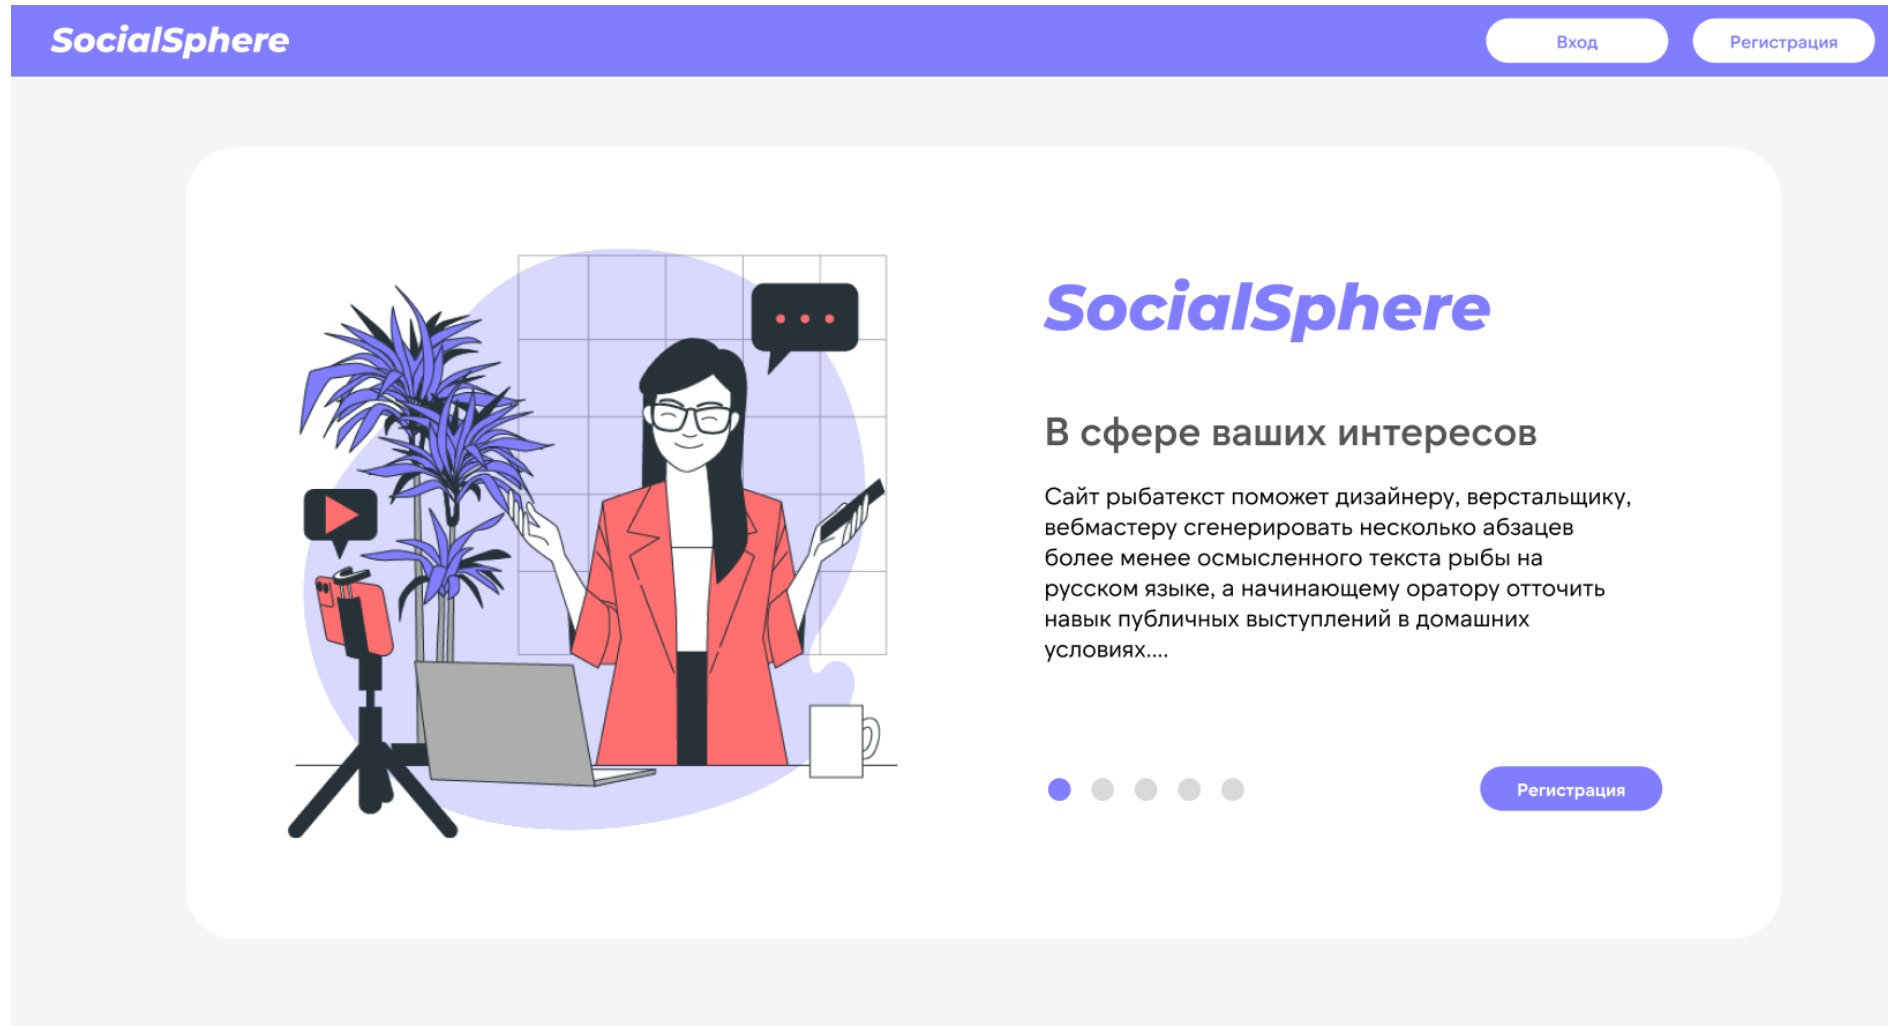 SocialSphere
Вход
Регистрация
SocialSphere
В сфере ваших интересов
Сайт рыбатекст поможет дизайнеру, верстальщику,
вебмастеру сгенерировать несколько абзацев
более менее осмысленного текста рыбы на
русском языке, а начинающему оратору отточить
навык публичных выступлений в домашних
условиях....
Регистрация